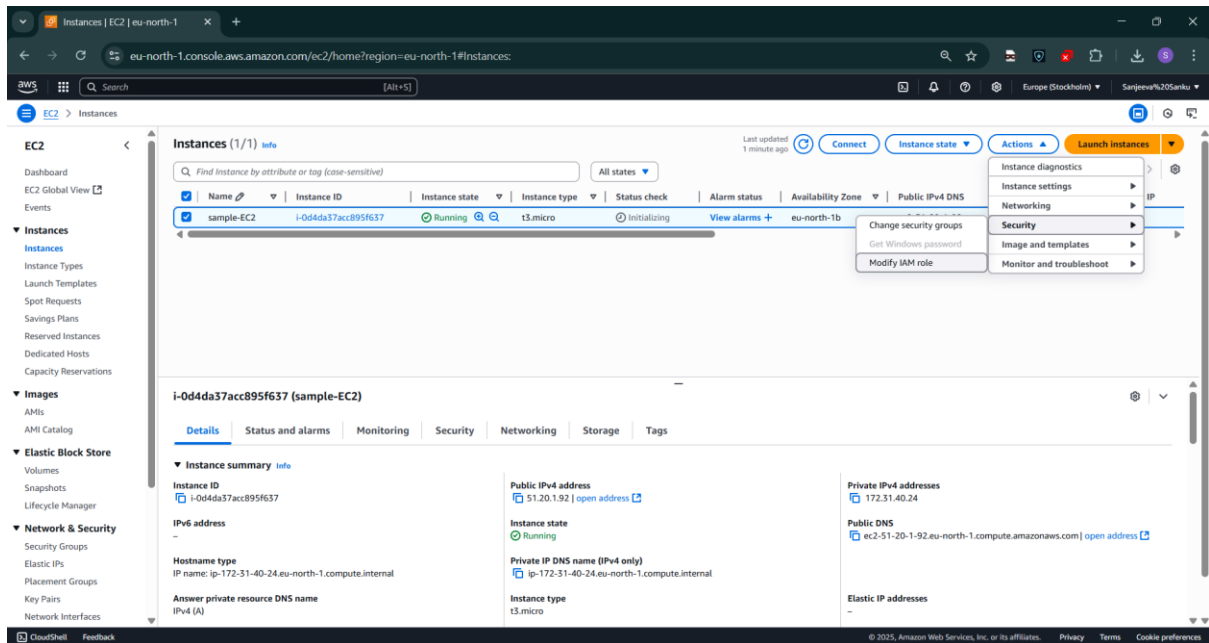 Instances | EC2 | eu-north-1
eu-north-1.console.aws.amazon.com/ec2/home?region=eu-north-1#Instances:
S
aws
Search
[Alt+S]
Europe (Stockholm)
Sanjeeva%20Sanku
EC2 > Instances
EC2
Dashboard
EC2 Global View
Events
Instances
Instances
Instance Types
Launch Templates
Spot Requests
Savings Plans
Reserved Instances
Dedicated Hosts
Capacity Reservations
Images
AMIs
AMI Catalog
Elastic Block Store
Volumes
Snapshots
Lifecycle Manager
Network & Security
Security Groups
Elastic IPs
Placement Groups
Key Pairs
Network Interfaces
Instances (1/1) Info
Last updated
1 minute ago
Connect
Instance state
Actions
Launch instances
Find Instance by attribute or tag (case-sensitive)
All states
Name
Instance ID
Instance state
Instance type
Status check
Alarm status
Availability Zone
Public IPv4 DNS
IP
sample-EC2
i-0d4da37acc895f637
Running
t3.micro
Initializing
View alarms +
eu-north-1b
Instance diagnostics
Instance settings
Networking
Security
Image and templates
Monitor and troubleshoot
Change security groups
Get Windows password
Modify IAM role
i-0d4da37acc895f637 (sample-EC2)
Details
Status and alarms
Monitoring
Security
Networking
Storage
Tags
Instance summary Info
Instance ID
i-0d4da37acc895f637
Public IPv4 address
51.20.1.92 | open address
Private IPv4 addresses
172.31.40.24
IPv6 address
–
Instance state
Running
Public DNS
ec2-51-20-1-92.eu-north-1.compute.amazonaws.com | open address
Hostname type
IP name: ip-172-31-40-24.eu-north-1.compute.internal
Private IP DNS name (IPv4 only)
ip-172-31-40-24.eu-north-1.compute.internal
Answer private resource DNS name
IPv4 (A)
Instance type
t3.micro
Elastic IP addresses
–
CloudShell
Feedback
© 2025, Amazon Web Services, Inc. or its affiliates.
Privacy
Terms
Cookie preferences